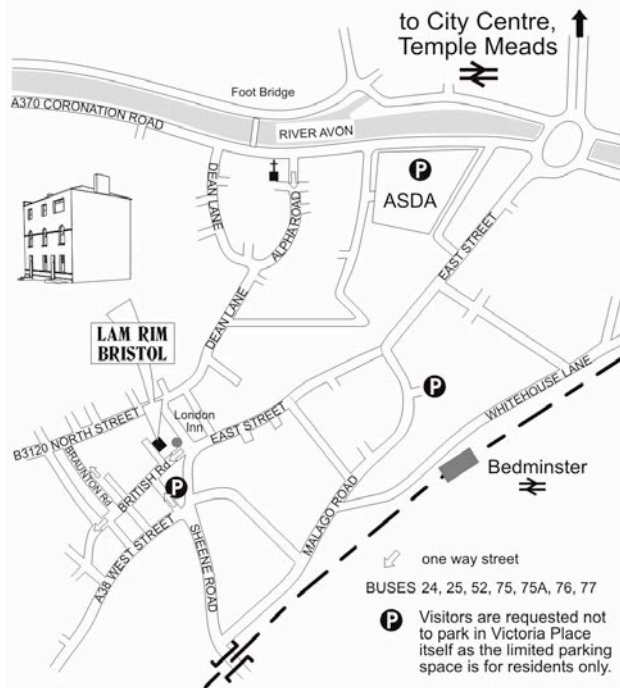 to City Centre,
Temple Meads
Foot Bridge
A370 CORONATION ROAD
RIVER AVON
P
ASDA
DEAN LANE
ALPHA ROAD
EAST STREET
DEAN LANE
LAM RIM
BRISTOL
P
WHITEHOUSE LANE
B3120 NORTH STREET
London
Inn
EAST STREET
BRAUNTON Rd
BRITISH Rd
P
Bedminster
MALAGO ROAD
SHEENE ROAD
A38 WEST STREET
one way street
BUSES 24, 25, 52, 75, 75A, 76, 77
P
Visitors are requested not
to park in Victoria Place
itself as the limited parking
space is for residents only.